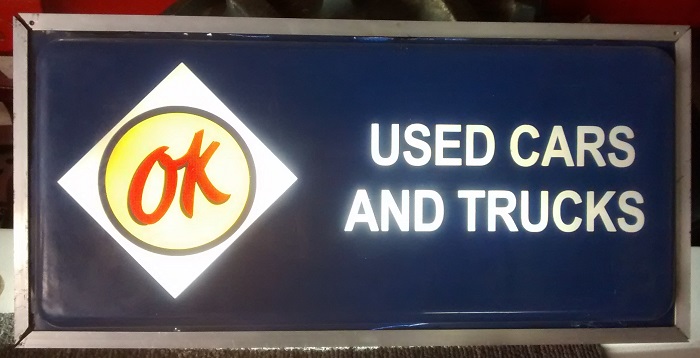 OK
USED CARS
AND TRUCKS